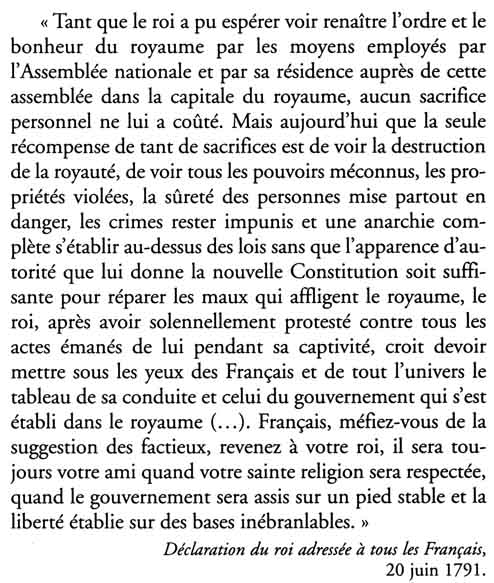 « Tant que le roi a pu espérer voir renaître l'ordre et le
bonheur du royaume par les moyens employés par
l'Assemblée nationale et par sa résidence auprès de cette
assemblée dans la capitale du royaume, aucun sacrifice
personnel ne lui a coûté. Mais aujourd'hui que la seule
récompense de tant de sacrifices est de voir la destruction
de la royauté, de voir tous les pouvoirs méconnus, les pro-
priétés violées, la sûreté des personnes mise partout en
danger, les crimes rester impunis et une anarchie com-
plète s'établir au-dessus des lois sans que l'apparence d'au-
torité que lui donne la nouvelle Constitution soit suffi-
sante pour réparer les maux qui affligent le royaume, le
roi, après avoir solennellement protesté contre tous les
actes émanés de lui pendant sa captivité, croit devoir
mettre sous les yeux des Français et de tout l'univers le
tableau de sa conduite et celui du gouvernement qui s'est
établi dans le royaume (...). Français, méfiez-vous de la
suggestion des factieux, revenez à votre roi, il sera tou-
jours votre ami quand votre sainte religion sera respectée,
quand le gouvernement sera assis sur un pied stable et la
liberté établie sur des bases inébranlables. »
Déclaration du roi adressée à tous les Français,
20 juin 1791.